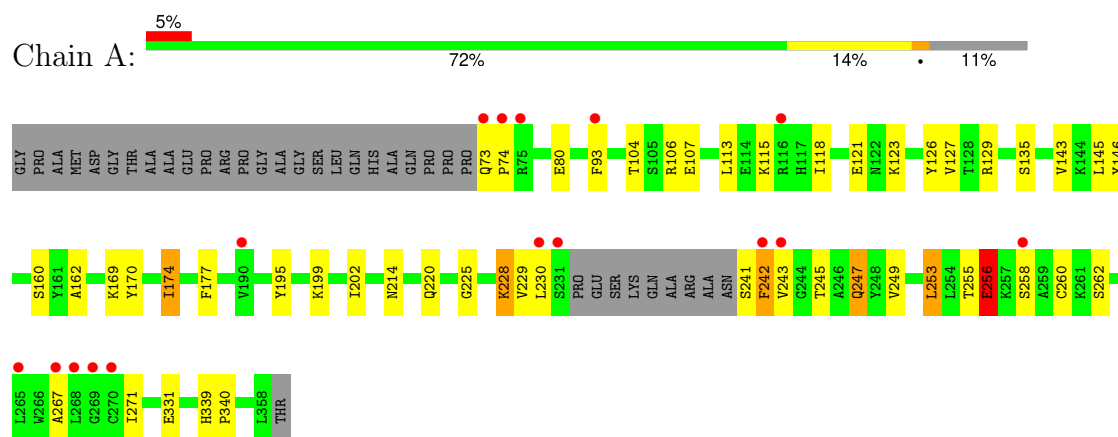 5%
Chain A:
72% 14% • 11%
GLY PRO ALA MET ASP GLY THR ALA ALA GLU PRO ARG PRO GLY ALA GLY SER LEU GLN HIS ALA GLN PRO PRO PRO Q73 P74 R75 E80 F93 T104 S105 R106 E107 L113 E114 K115 R116 H117 I118 E121 N122 K123 Y126 V127 T128 R129 S135 V143 K144 L145 Y146
S160 Y161 A162 K169 Y170 I174 F177 V190 Y195 K199 I202 N214 Q220 G225 K228 V229 L230 S231 PRO GLU SER LYS GLN ALA ARG ALA ASN S241 F242 V243 G244 T245 A246 Q247 Y248 V249 L253 L254 T255 E256 K257 S258 A259 C260 K261 S262
L265 W266 A267 L268 G269 C270 I271 E331 H339 P340 L358 THR